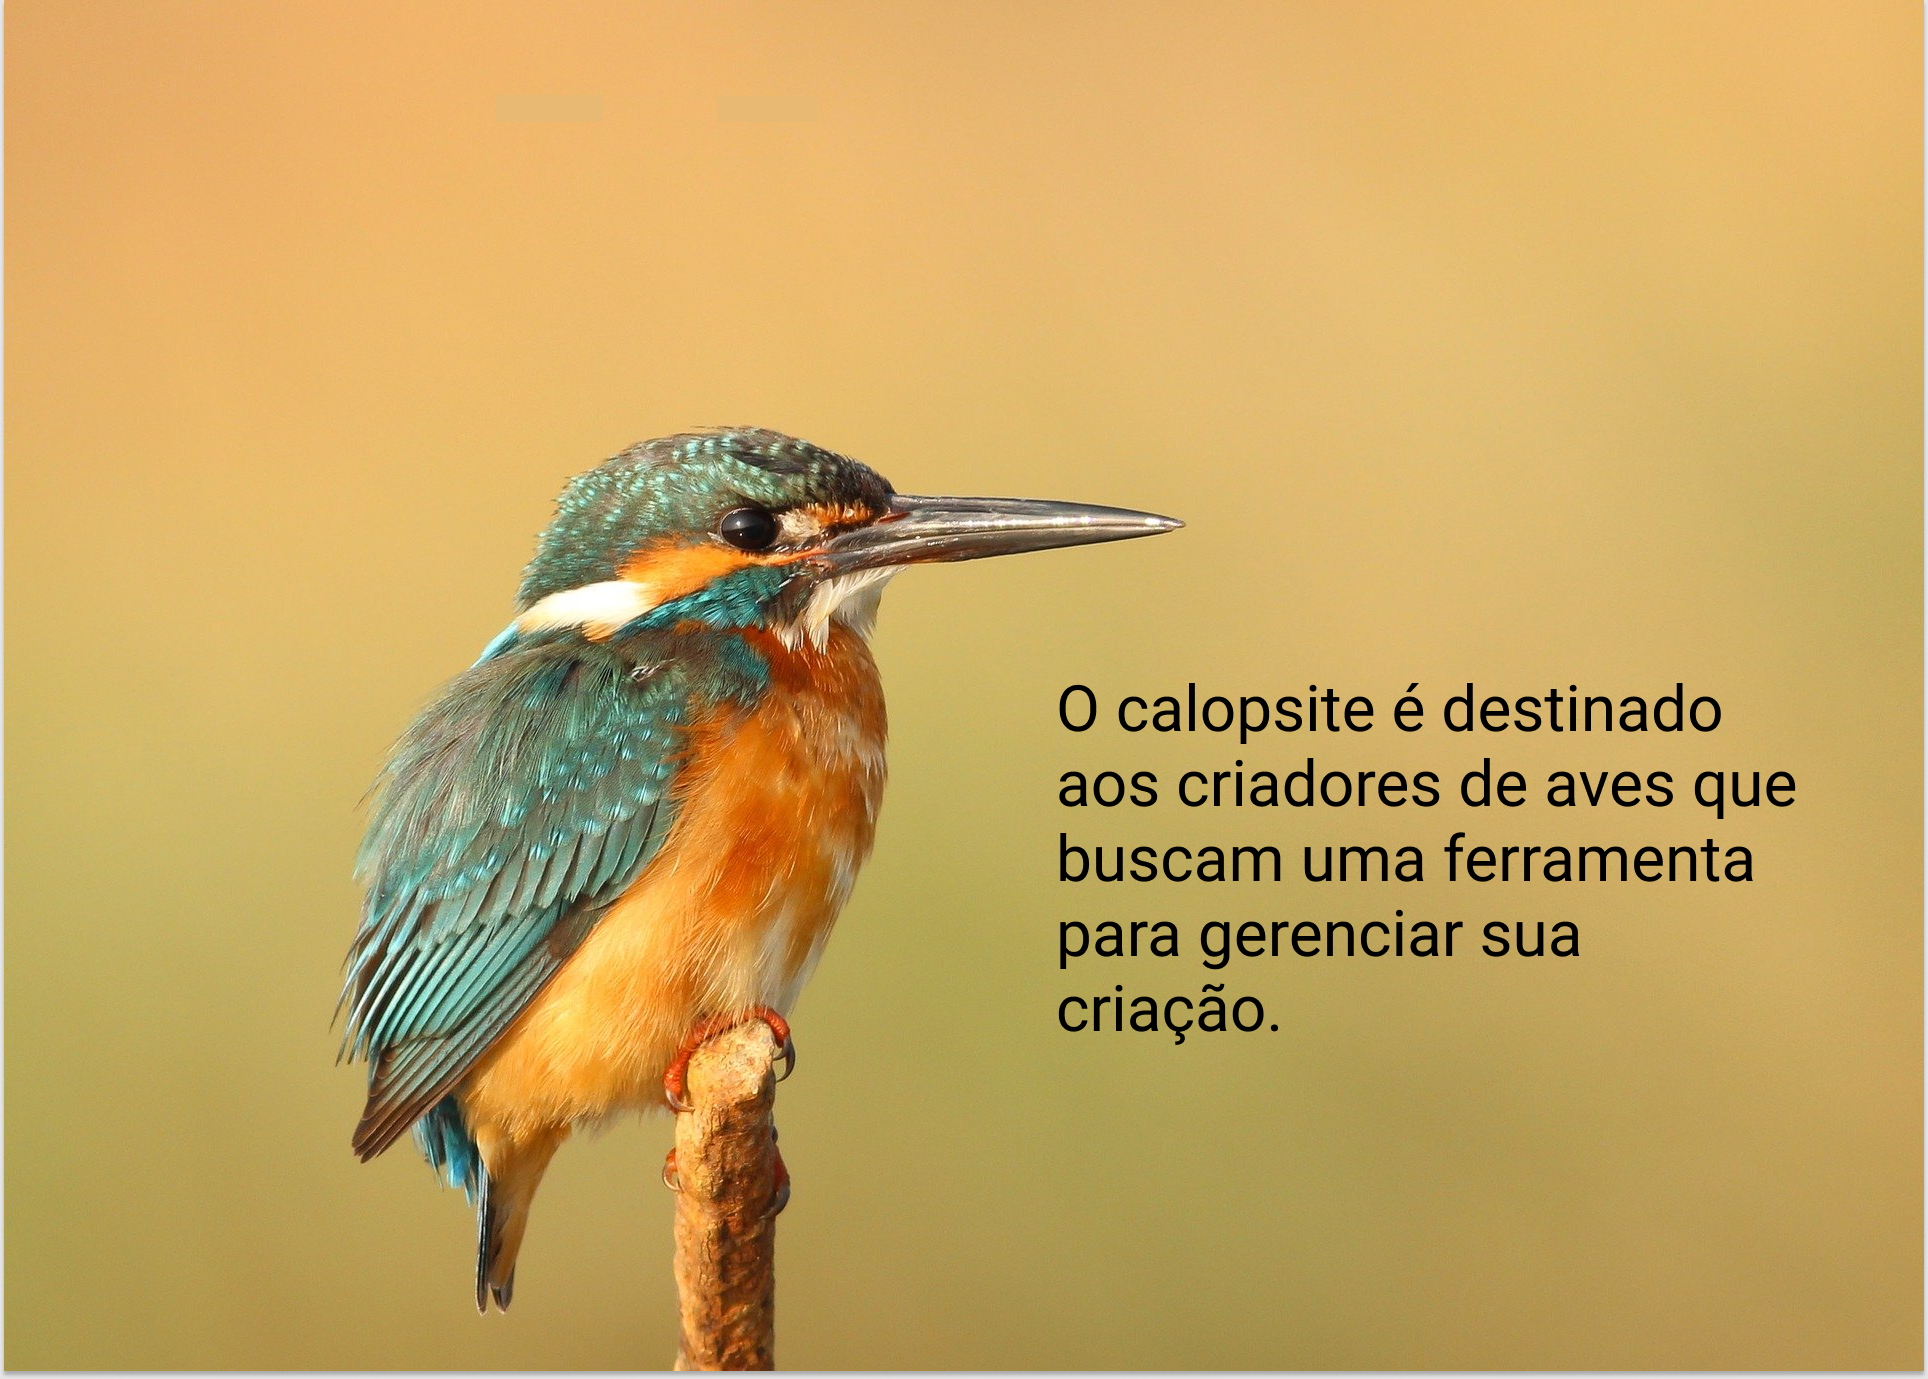 O calopsite é destinado
aos criadores de aves que
buscam uma ferramenta
para gerenciar sua
criação.